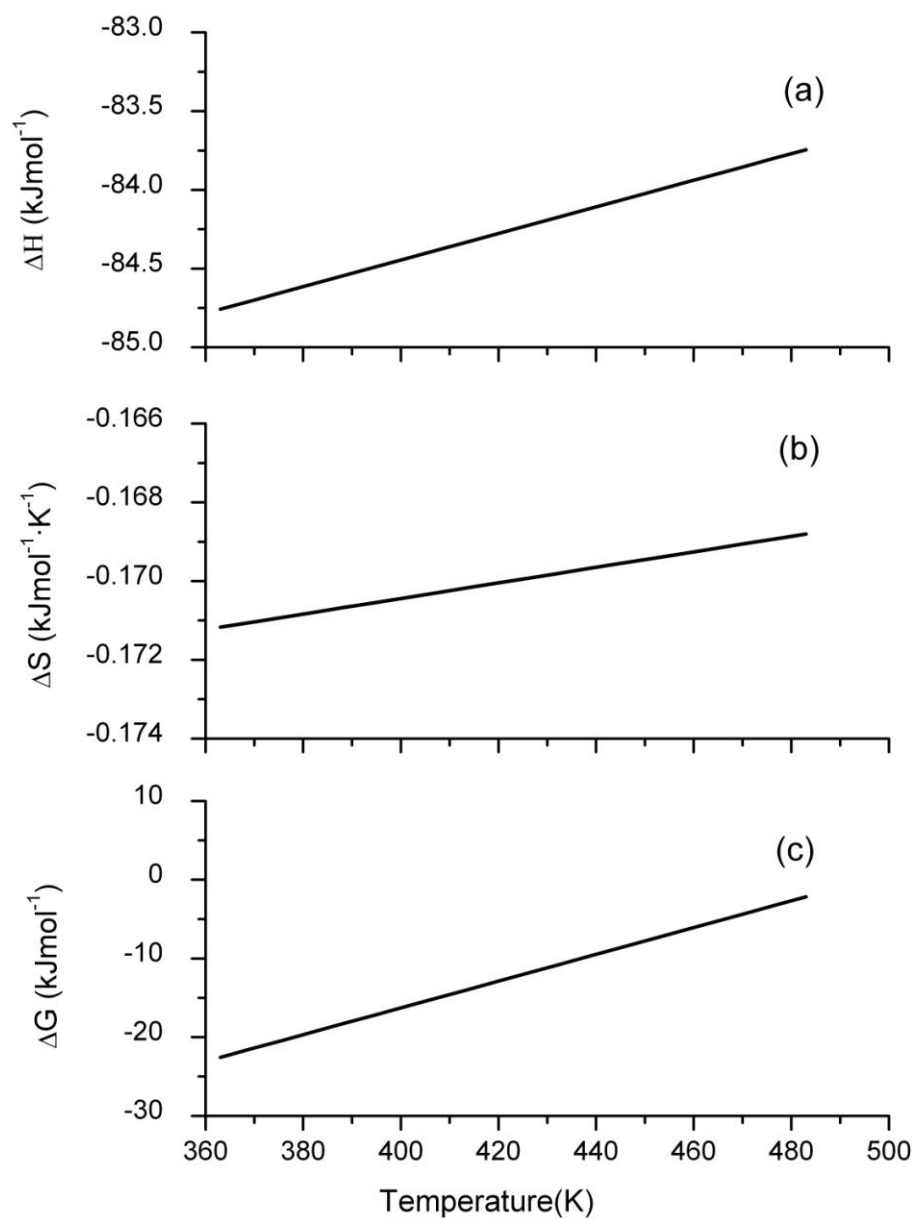 -83.0
-83.5
-84.0
-84.5
-85.0
ΔH (kJmol⁻¹)
(a)
-0.166
-0.168
-0.170
-0.172
-0.174
ΔS (kJmol⁻¹·K⁻¹)
(b)
10
0
-10
-20
-30
ΔG (kJmol⁻¹)
(c)
360 380 400 420 440 460 480 500
Temperature(K)